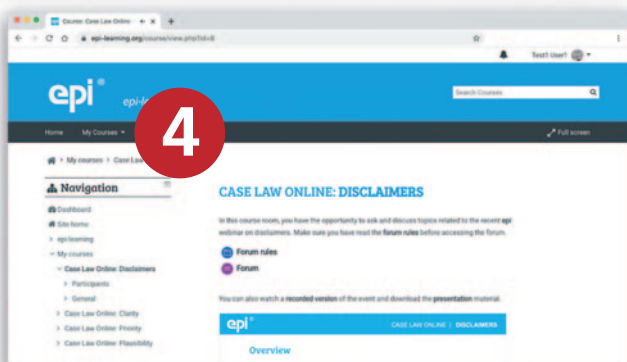 Course: Case Law Online
epi-learning.org/course/view.php?id=8
Test1 User1
epi®
Search Courses
Home My Courses
4
Full screen
My courses > Case Law
Navigation
Dashboard
Site home
epi-learning
My courses
Case Law Online: Disclaimers
Participants
General
Case Law Online: Clarity
Case Law Online: Priority
Case Law Online: Plausibility
CASE LAW ONLINE: DISCLAIMERS
In this course room, you have the opportunity to ask and discuss topics related to the recent epi
webinar on disclaimers. Make sure you have read the forum rules before accessing the forum.
Forum rules
Forum
You can also watch a recorded version of the event and download the presentation material.
epi®
CASE LAW ONLINE | DISCLAIMERS
Overview